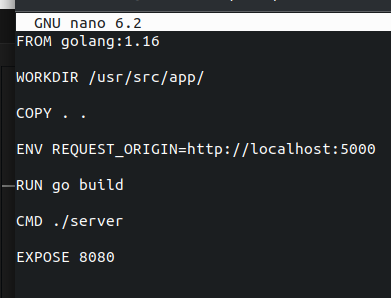 GNU nano 6.2
FROM golang:1.16
WORKDIR /usr/src/app/
COPY . .
ENV REQUEST_ORIGIN=http://localhost:5000
RUN go build
CMD ./server
EXPOSE 8080